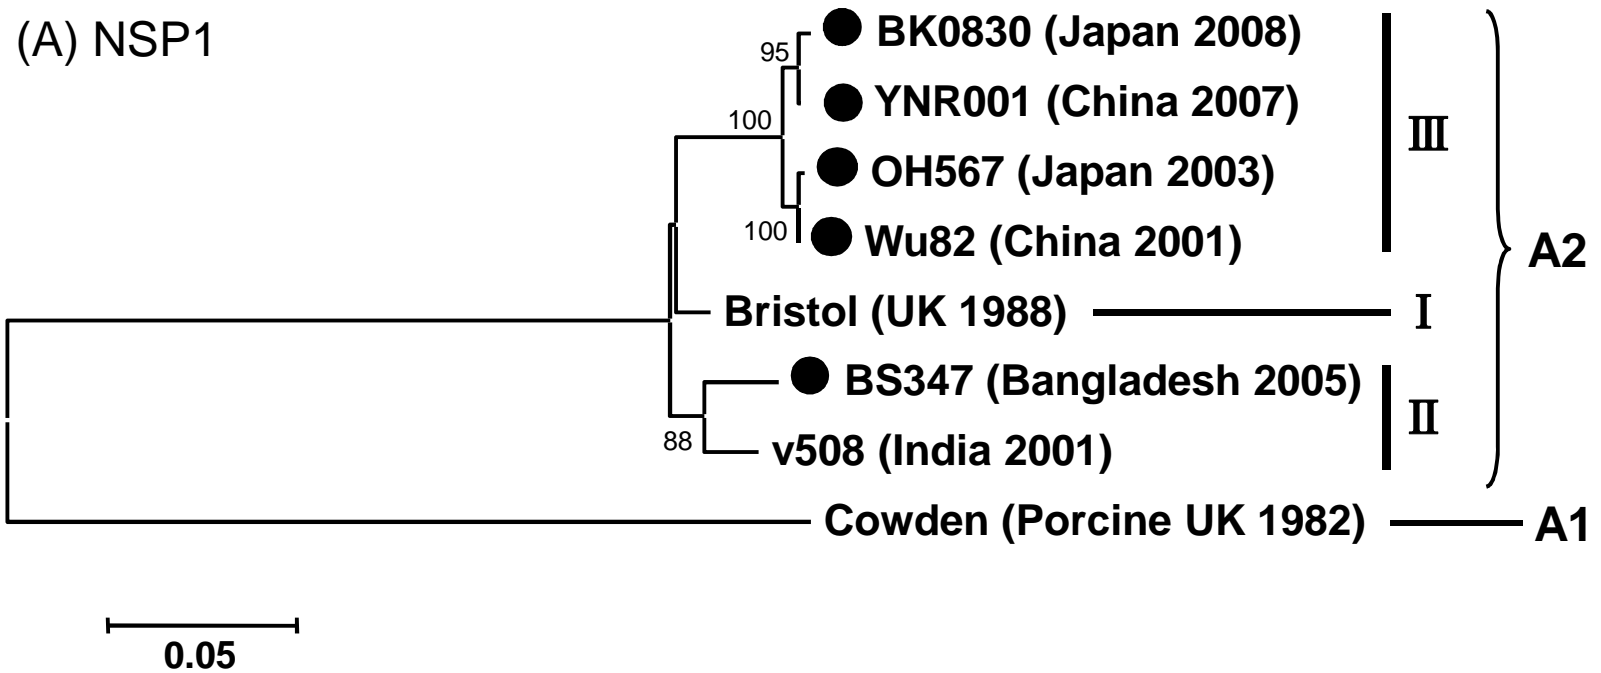 (A) NSP1
BK0830 (Japan 2008)
95
YNR001 (China 2007)
100
Ⅲ
OH567 (Japan 2003)
100
Wu82 (China 2001)
A2
Bristol (UK 1988)
Ⅰ
BS347 (Bangladesh 2005)
Ⅱ
88
v508 (India 2001)
Cowden (Porcine UK 1982)
A1
0.05